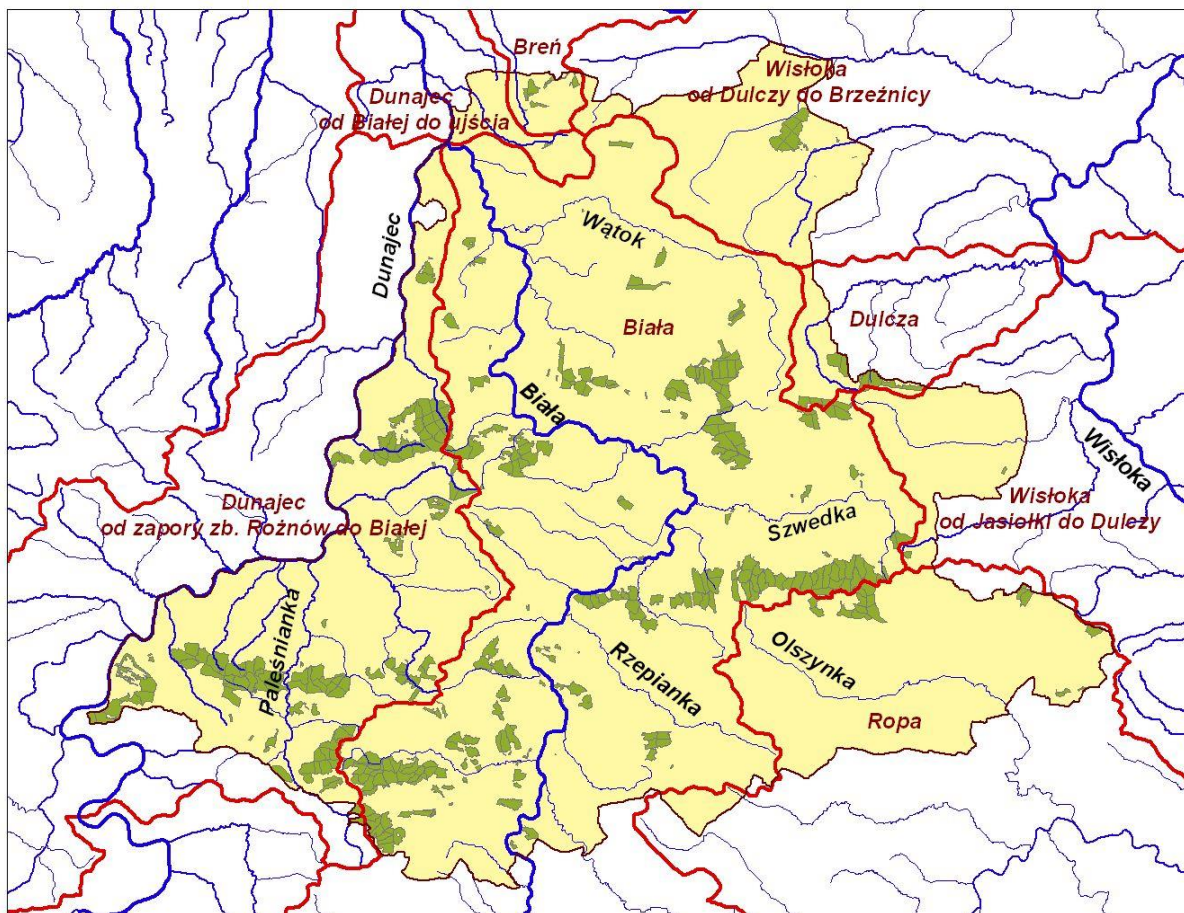 Breń
Wisłoka
od Dulczy do Brzeźnicy
Dunajec
od Białej do ujścia
Dunajec
Wątok
Biała
Dulcza
Biała
Wisłoka
Dunajec
od zapory zb. Rożnów do Białej
Szwedka
Wisłoka
od Jasiołki do Dulczy
Paleśnianka
Rzepianka
Olszynka
Ropa